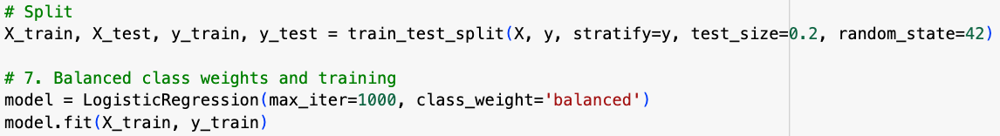 # Split
X_train, X_test, y_train, y_test = train_test_split(X, y, stratify=y, test_size=0.2, random_state=42)
# 7. Balanced class weights and training
model = LogisticRegression(max_iter=1000, class_weight='balanced')
model.fit(X_train, y_train)